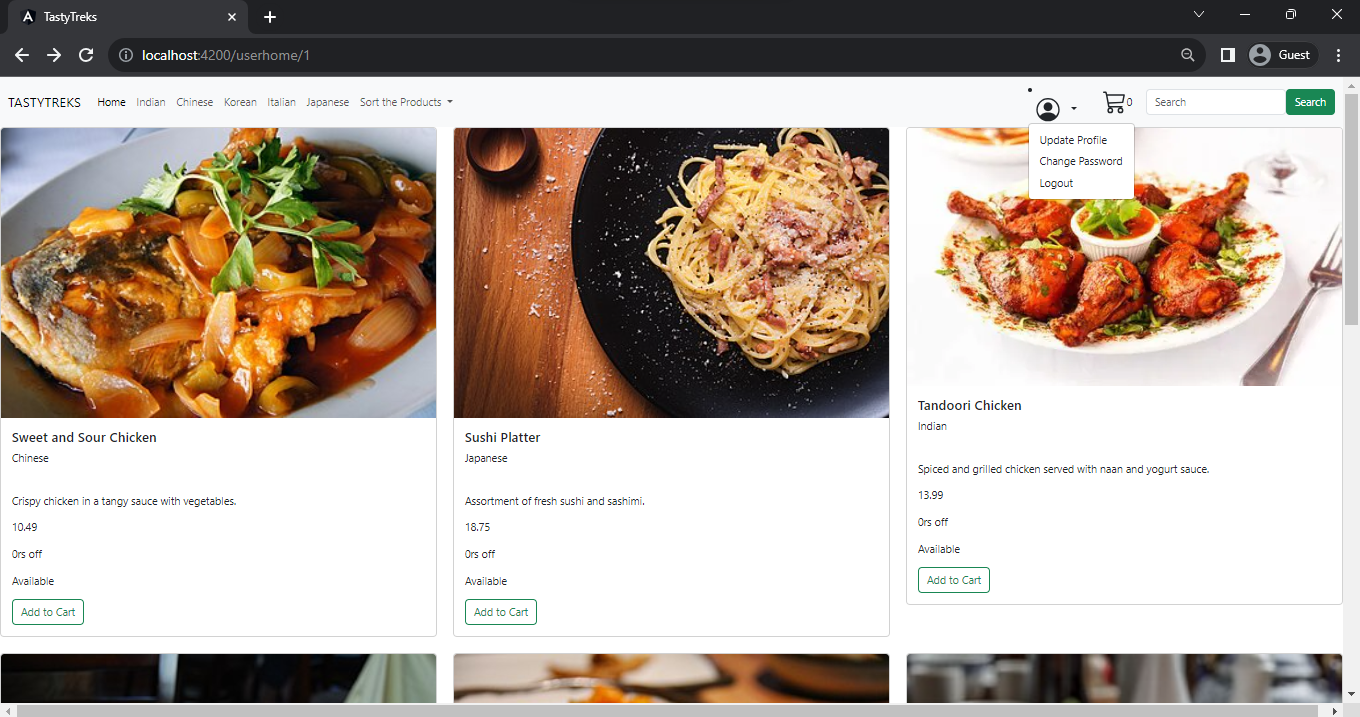 TastyTreks
localhost:4200/userhome/1
Guest
TASTYTREKS Home Indian Chinese Korean Italian Japanese Sort the Products
0
Search Search
Update Profile
Change Password
Logout
Sweet and Sour Chicken
Chinese
Crispy chicken in a tangy sauce with vegetables.
10.49
0rs off
Available
Add to Cart
Sushi Platter
Japanese
Assortment of fresh sushi and sashimi.
18.75
0rs off
Available
Add to Cart
Tandoori Chicken
Indian
Spiced and grilled chicken served with naan and yogurt sauce.
13.99
0rs off
Available
Add to Cart